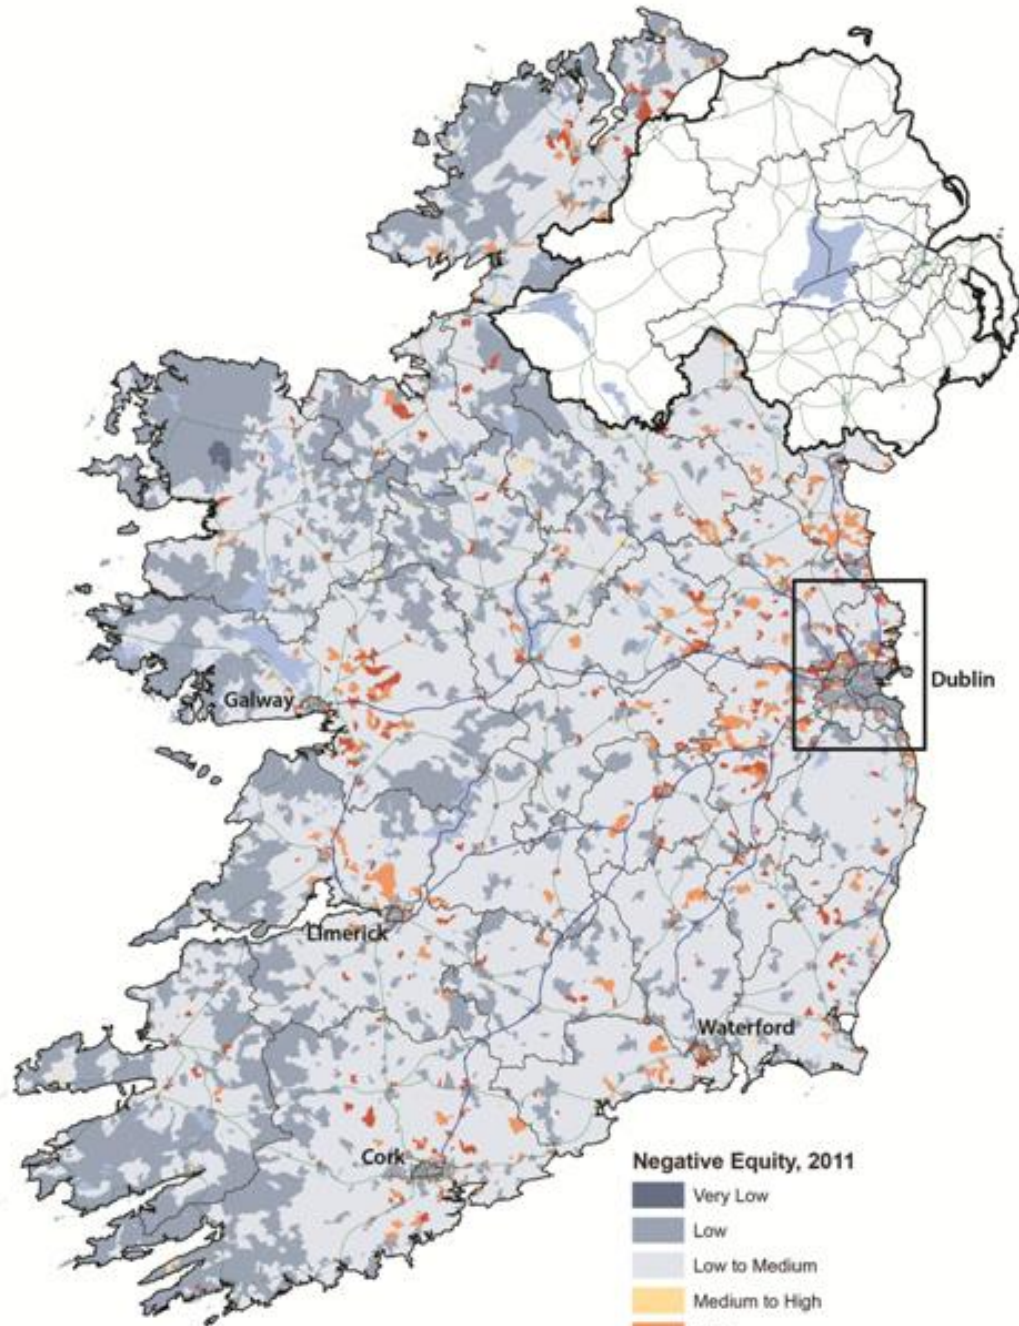 Dublin
Galway
Limerick
Waterford
Cork
Negative Equity, 2011
Very Low
Low
Low to Medium
Medium to High